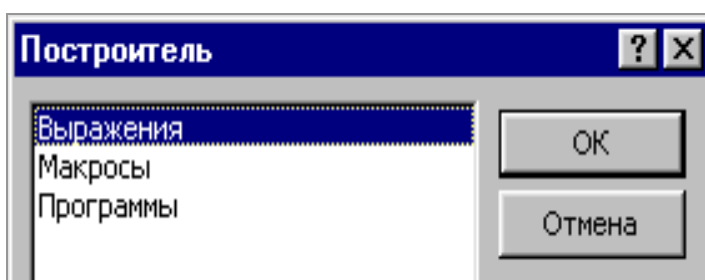 Построитель ? X
Выражения
Макросы
Программы
OK
Отмена